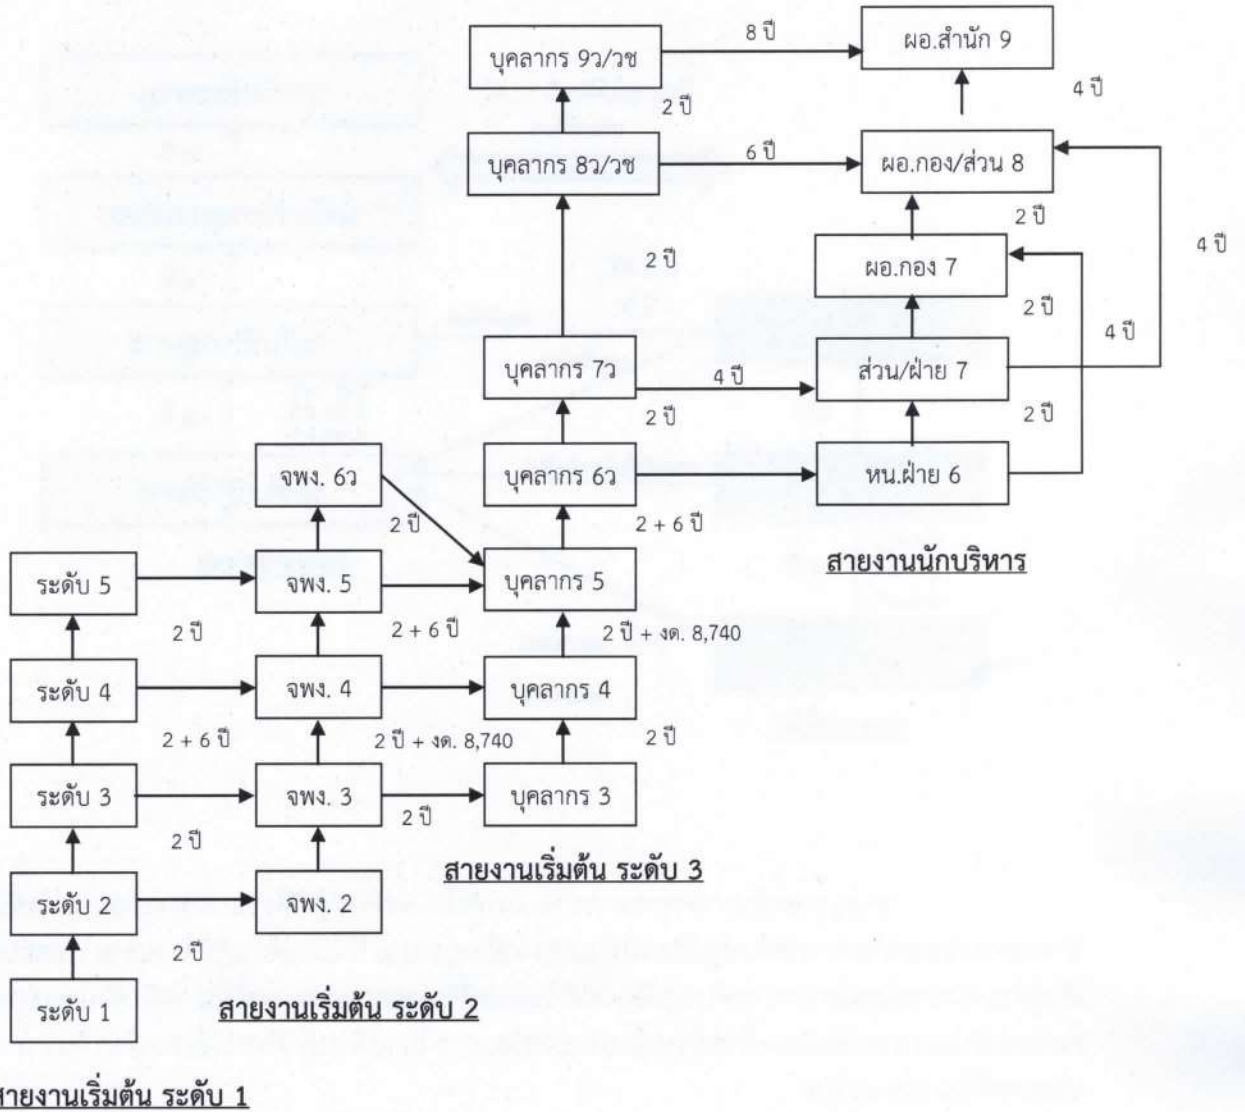 8 ปี
ผอ.สำนัก 9
บุคลากร 9ว/วช
2 ปี
4 ปี
บุคลากร 8ว/วช
6 ปี
ผอ.กอง/ส่วน 8
2 ปี
4 ปี
2 ปี
ผอ.กอง 7
2 ปี
4 ปี
บุคลากร 7ว
4 ปี
ส่วน/ฝ่าย 7
2 ปี
2 ปี
จพง. 6ว
บุคลากร 6ว
หน.ฝ่าย 6
2 ปี
2 + 6 ปี
สายงานนักบริหาร
ระดับ 5
จพง. 5
บุคลากร 5
2 ปี
2 + 6 ปี
2 ปี + งด. 8,740
ระดับ 4
จพง. 4
บุคลากร 4
2 + 6 ปี
2 ปี + งด. 8,740
2 ปี
ระดับ 3
จพง. 3
บุคลากร 3
2 ปี
2 ปี
สายงานเริ่มต้น ระดับ 3
ระดับ 2
จพง. 2
2 ปี
สายงานเริ่มต้น ระดับ 2
ระดับ 1
สายงานเริ่มต้น ระดับ 1